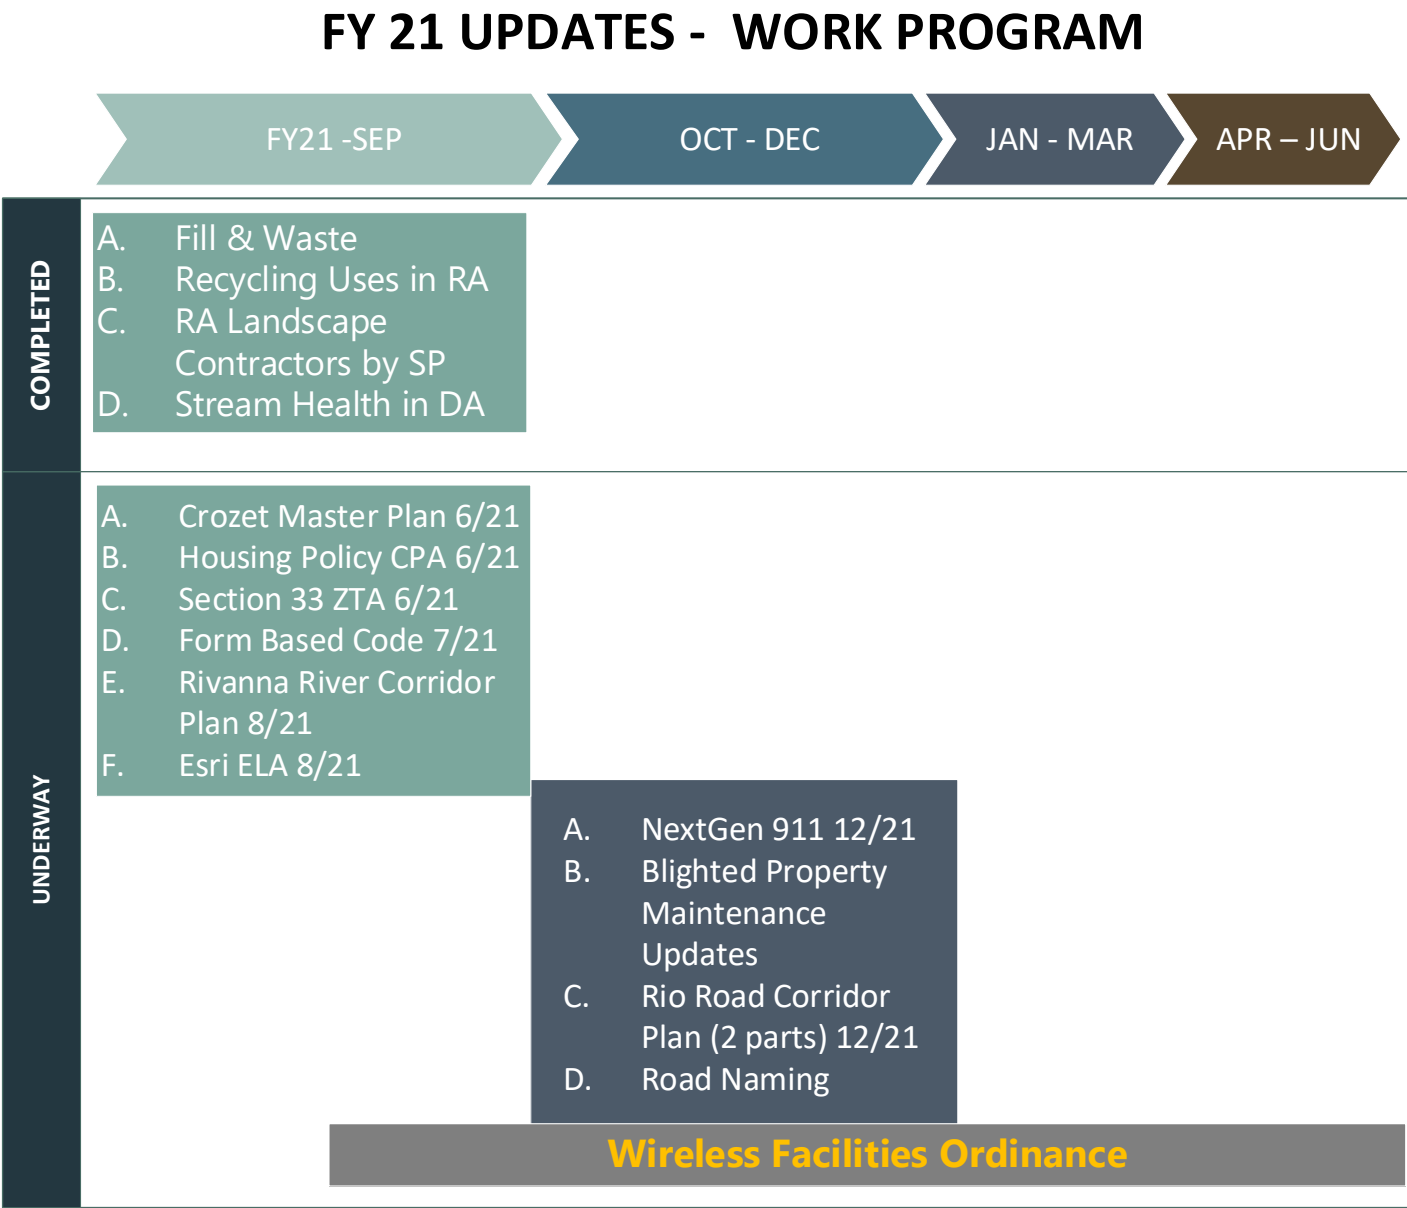 FY 21 UPDATES - WORK PROGRAM
FY21 -SEP
OCT - DEC
JAN - MAR
APR – JUN
COMPLETED
A. Fill & Waste
B. Recycling Uses in RA
C. RA Landscape
Contractors by SP
D. Stream Health in DA
UNDERWAY
A. Crozet Master Plan 6/21
B. Housing Policy CPA 6/21
C. Section 33 ZTA 6/21
D. Form Based Code 7/21
E. Rivanna River Corridor
Plan 8/21
F. Esri ELA 8/21
A. NextGen 911 12/21
B. Blighted Property
Maintenance
Updates
C. Rio Road Corridor
Plan (2 parts) 12/21
D. Road Naming
Wireless Facilities Ordinance